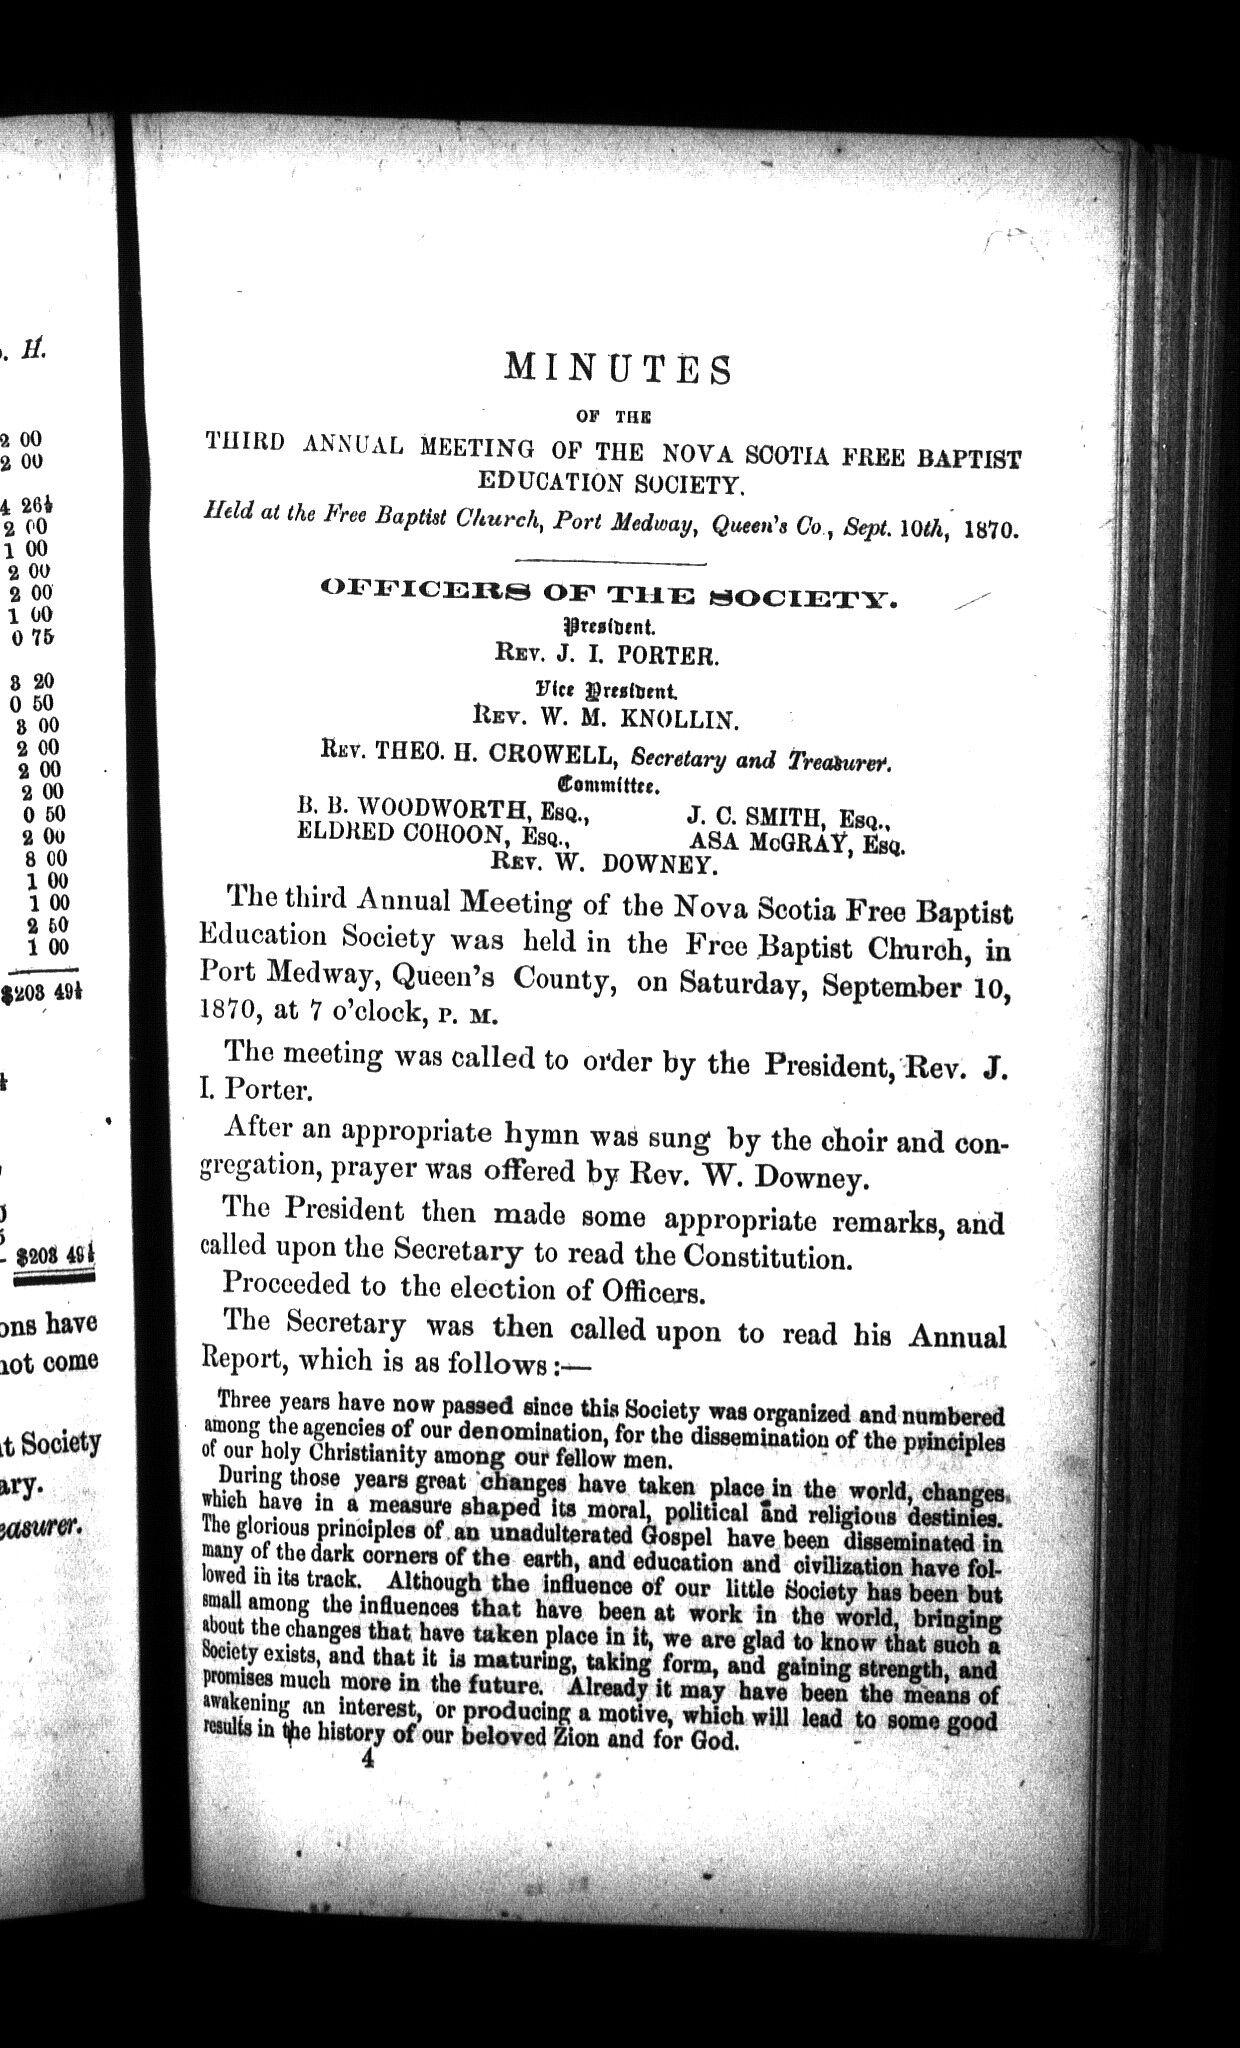 . H.
2 00
2 00
4 26½
2 00
1 00
2 00
2 00
1 00
0 75
3 20
0 50
3 00
2 00
2 00
2 00
0 50
2 00
8 00
1 00
1 00
2 50
1 00
$203 49½
$203 49½
ons have
not come
t Society
ary.
easurer.
MINUTES
OF THE
THIRD ANNUAL MEETING OF THE NOVA SCOTIA FREE BAPTIST
EDUCATION SOCIETY.
Held at the Free Baptist Church, Port Medway, Queen's Co., Sept. 10th, 1870.
OFFICERS OF THE SOCIETY.
President.
REV. J. I. PORTER.
Vice President.
REV. W. M. KNOLLIN.
REV. THEO. H. CROWELL, Secretary and Treasurer.
Committee.
B. B. WOODWORTH, ESQ., J. C. SMITH, ESQ.,
ELDRED COHOON, ESQ., ASA McGRAY, ESQ.
REV. W. DOWNEY.
The third Annual Meeting of the Nova Scotia Free Baptist
Education Society was held in the Free Baptist Church, in
Port Medway, Queen's County, on Saturday, September 10,
1870, at 7 o'clock, P. M.
The meeting was called to order by the President, Rev. J.
I. Porter.
After an appropriate hymn was sung by the choir and con-
gregation, prayer was offered by Rev. W. Downey.
The President then made some appropriate remarks, and
called upon the Secretary to read the Constitution.
Proceeded to the election of Officers.
The Secretary was then called upon to read his Annual
Report, which is as follows:—
Three years have now passed since this Society was organized and numbered
among the agencies of our denomination, for the dissemination of the principles
of our holy Christianity among our fellow men.
During those years great changes have taken place in the world, changes
which have in a measure shaped its moral, political and religious destinies.
The glorious principles of an unadulterated Gospel have been disseminated in
many of the dark corners of the earth, and education and civilization have fol-
lowed in its track. Although the influence of our little Society has been but
small among the influences that have been at work in the world, bringing
about the changes that have taken place in it, we are glad to know that such a
Society exists, and that it is maturing, taking form, and gaining strength, and
promises much more in the future. Already it may have been the means of
awakening an interest, or producing a motive, which will lead to some good
results in the history of our beloved Zion and for God.
4